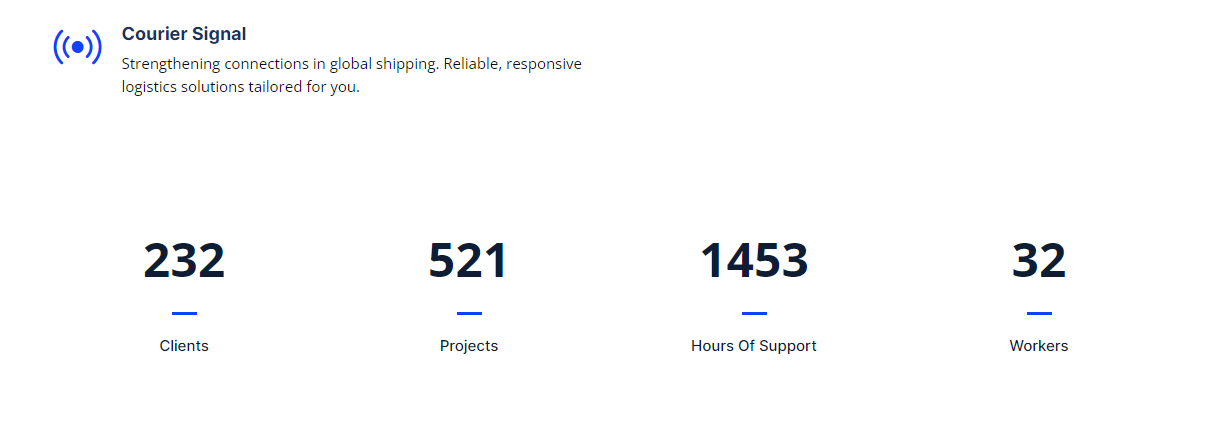 Courier Signal
Strengthening connections in global shipping. Reliable, responsive
logistics solutions tailored for you.
232
521
1453
32
Clients
Projects
Hours Of Support
Workers